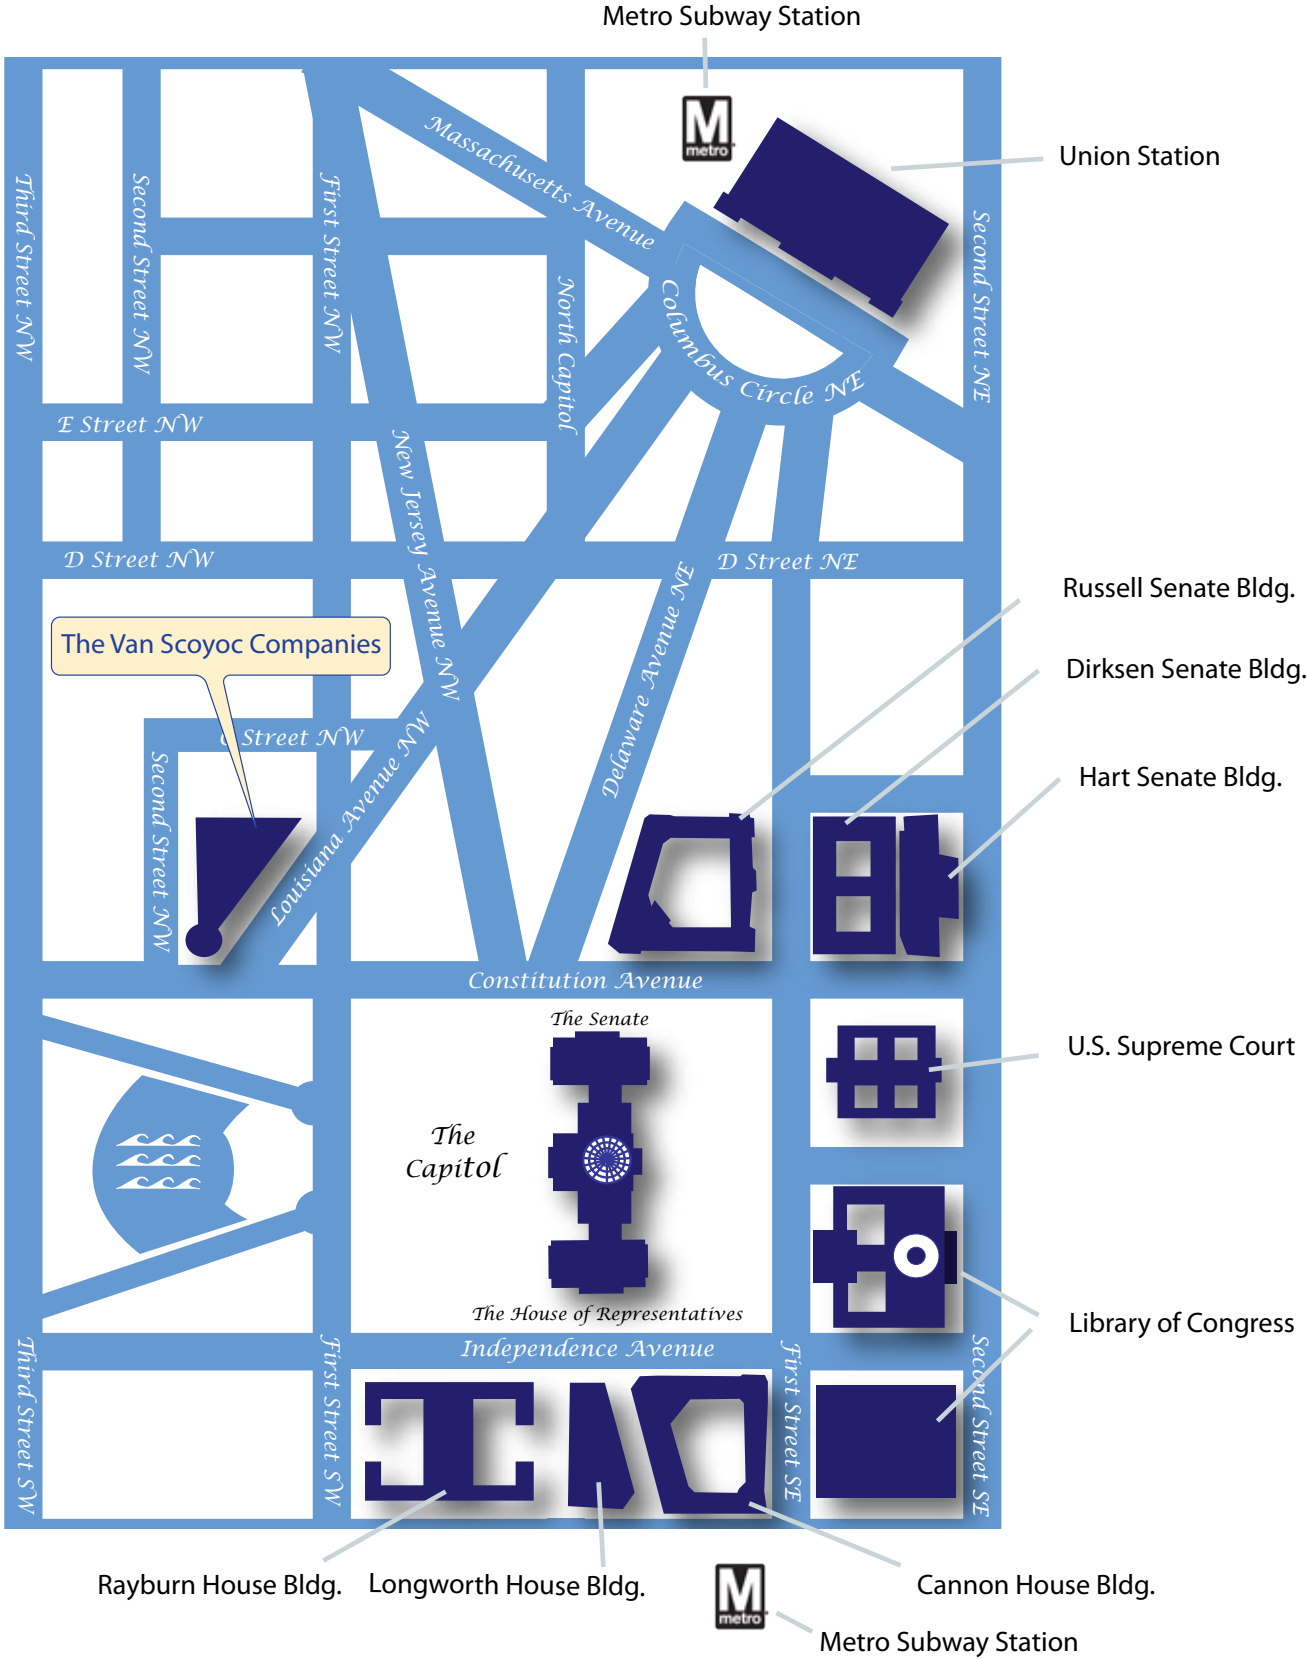 Metro Subway Station
M
metro
Union Station
Massachusetts Avenue
Third Street NW
Second Street NW
First Street NW
Second Street NE
North Capitol
Columbus Circle NE
E Street NW
New Jersey Avenue NW
D Street NW
D Street NE
Delaware Avenue NE
Russell Senate Bldg.
The Van Scoyoc Companies
Dirksen Senate Bldg.
Street NW
Louisiana Avenue NW
Second Street NW
Hart Senate Bldg.
Constitution Avenue
The Senate
U.S. Supreme Court
The
Capitol
The House of Representatives
Library of Congress
Independence Avenue
Third Street SW
First Street SW
First Street SE
Second Street SE
Rayburn House Bldg.
Longworth House Bldg.
Cannon House Bldg.
M
metro
Metro Subway Station